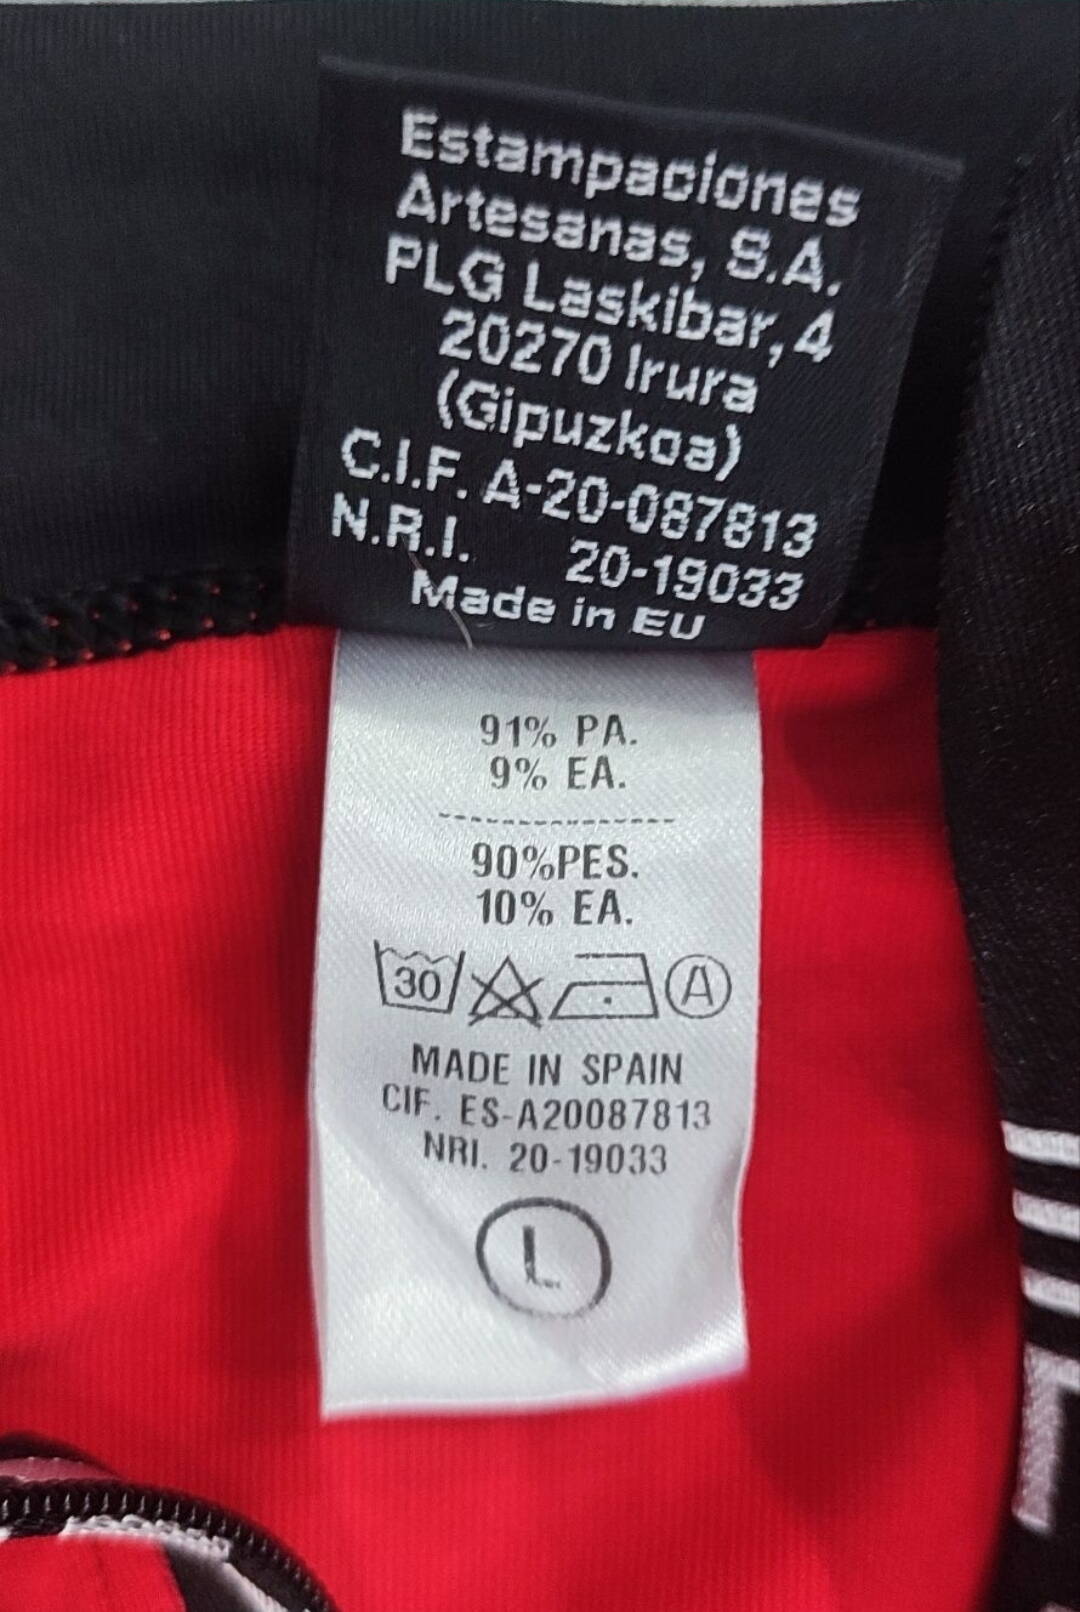 Estampaciones
Artesanas, S.A.
PLG Laskibar, 4
20270 Irura
(Gipuzkoa)
C.I.F. A-20-087813
N.R.I. 20-19033
Made in EU
91% PA.
9% EA.
90%PES.
10% EA.
30 A
MADE IN SPAIN
CIF. ES-A20087813
NRI. 20-19033
L